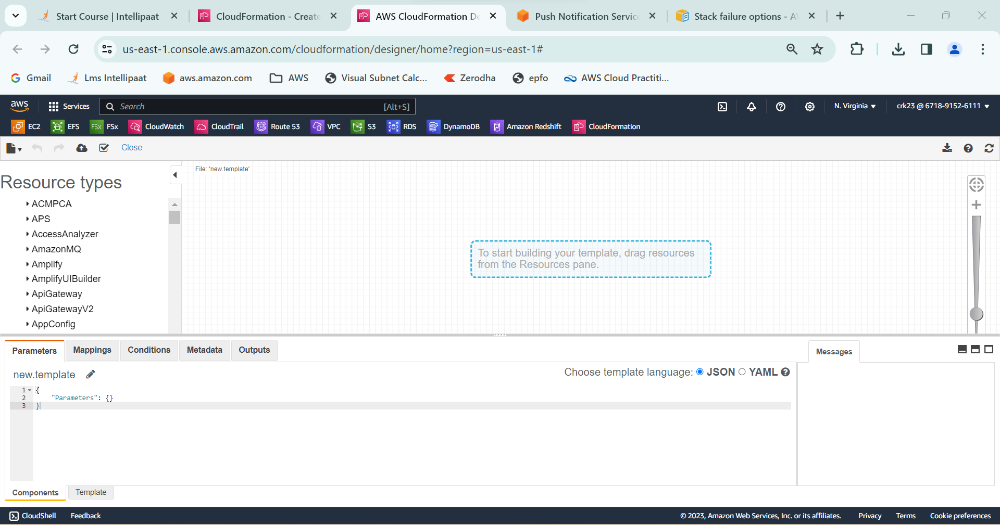 Start Course | Intellipaat
CloudFormation - Create
AWS CloudFormation De
Push Notification Service
Stack failure options - AW
us-east-1.console.aws.amazon.com/cloudformation/designer/home?region=us-east-1#
Gmail
Lms Intellipaat
aws.amazon.com
AWS
Visual Subnet Calc...
Zerodha
epfo
AWS Cloud Practiti...
aws
Services
Search
[Alt+S]
N. Virginia
crk23 @ 6718-9152-6111
EC2
EFS
FSx
FSx
CloudWatch
CloudTrail
Route 53
VPC
S3
RDS
DynamoDB
Amazon Redshift
CloudFormation
Close
File: 'new.template'
Resource types
ACMPCA
APS
AccessAnalyzer
AmazonMQ
Amplify
AmplifyUIBuilder
ApiGateway
ApiGatewayV2
AppConfig
To start building your template, drag resources
from the Resources pane.
Parameters
Mappings
Conditions
Metadata
Outputs
Messages
new.template
Choose template language: JSON YAML
1 {
2 "Parameters": {}
3 }
Components
Template
CloudShell
Feedback
© 2023, Amazon Web Services, Inc. or its affiliates.
Privacy
Terms
Cookie preferences